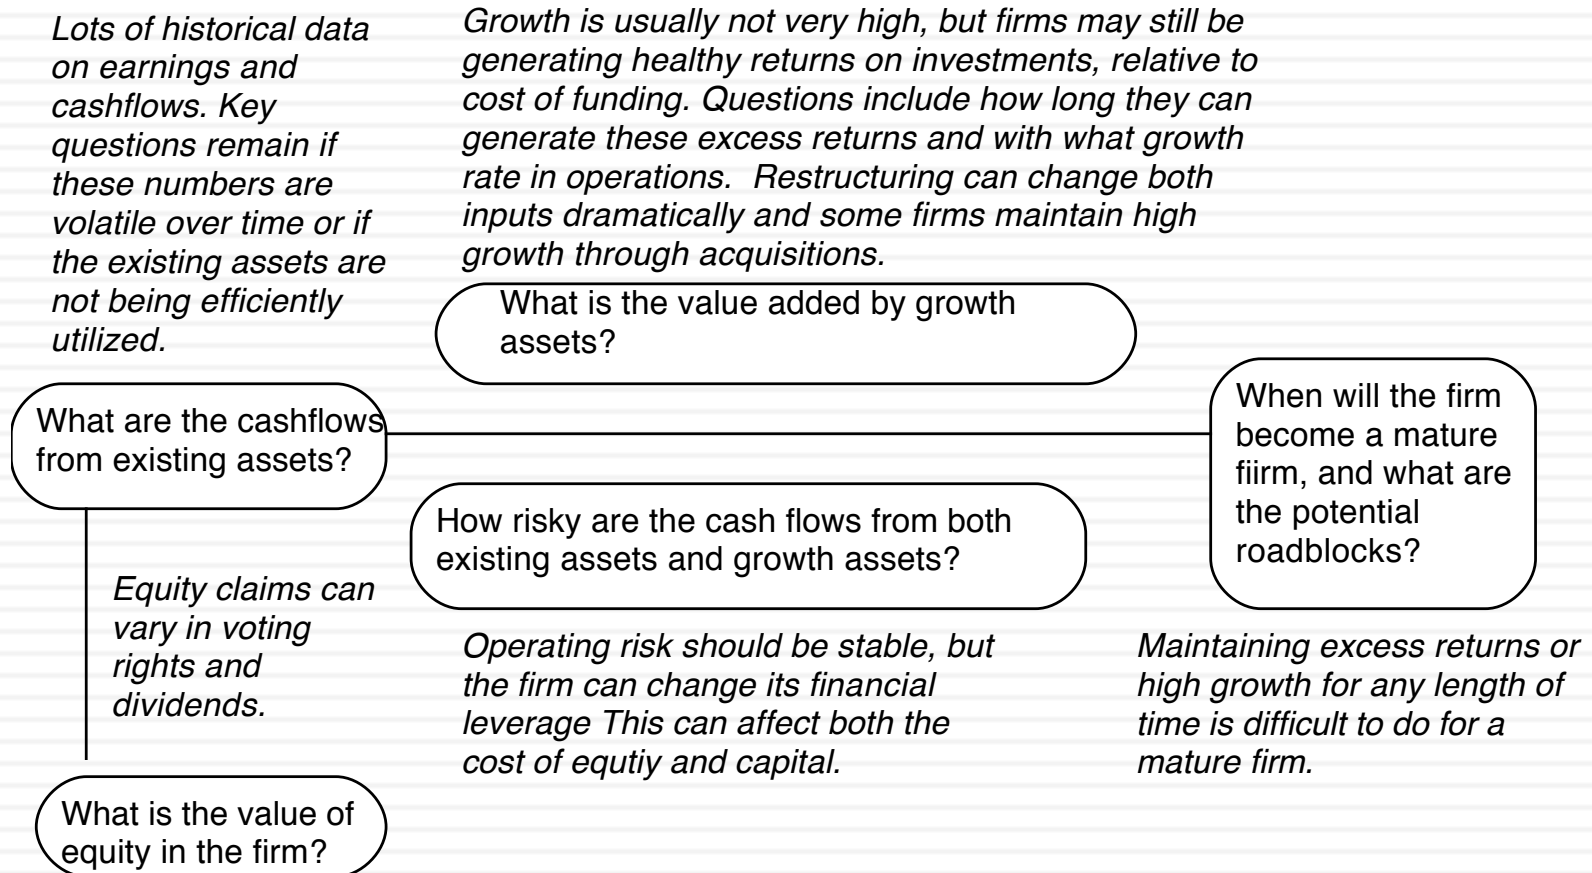 Lots of historical data
on earnings and
cashflows. Key
questions remain if
these numbers are
volatile over time or if
the existing assets are
not being efficiently
utilized.
Growth is usually not very high, but firms may still be
generating healthy returns on investments, relative to
cost of funding. Questions include how long they can
generate these excess returns and with what growth
rate in operations.  Restructuring can change both
inputs dramatically and some firms maintain high
growth through acquisitions.
What is the value added by growth
assets?
What are the cashflows
from existing assets?
When will the firm
become a mature
fiirm, and what are
the potential
roadblocks?
How risky are the cash flows from both
existing assets and growth assets?
Equity claims can
vary in voting
rights and
dividends.
Operating risk should be stable, but
the firm can change its financial
leverage This can affect both the
cost of equtiy and capital.
Maintaining excess returns or
high growth for any length of
time is difficult to do for a
mature firm.
What is the value of
equity in the firm?